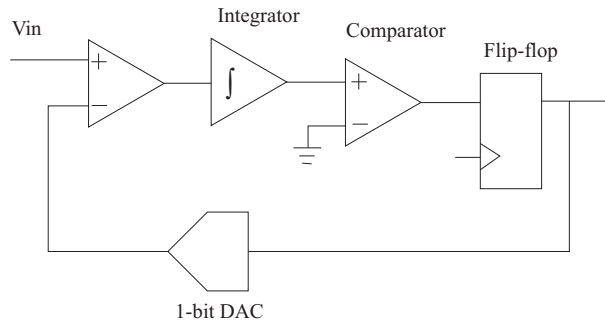 Integrator
Vin
Comparator
Flip-flop
+
−
∫
+
−
1-bit DAC